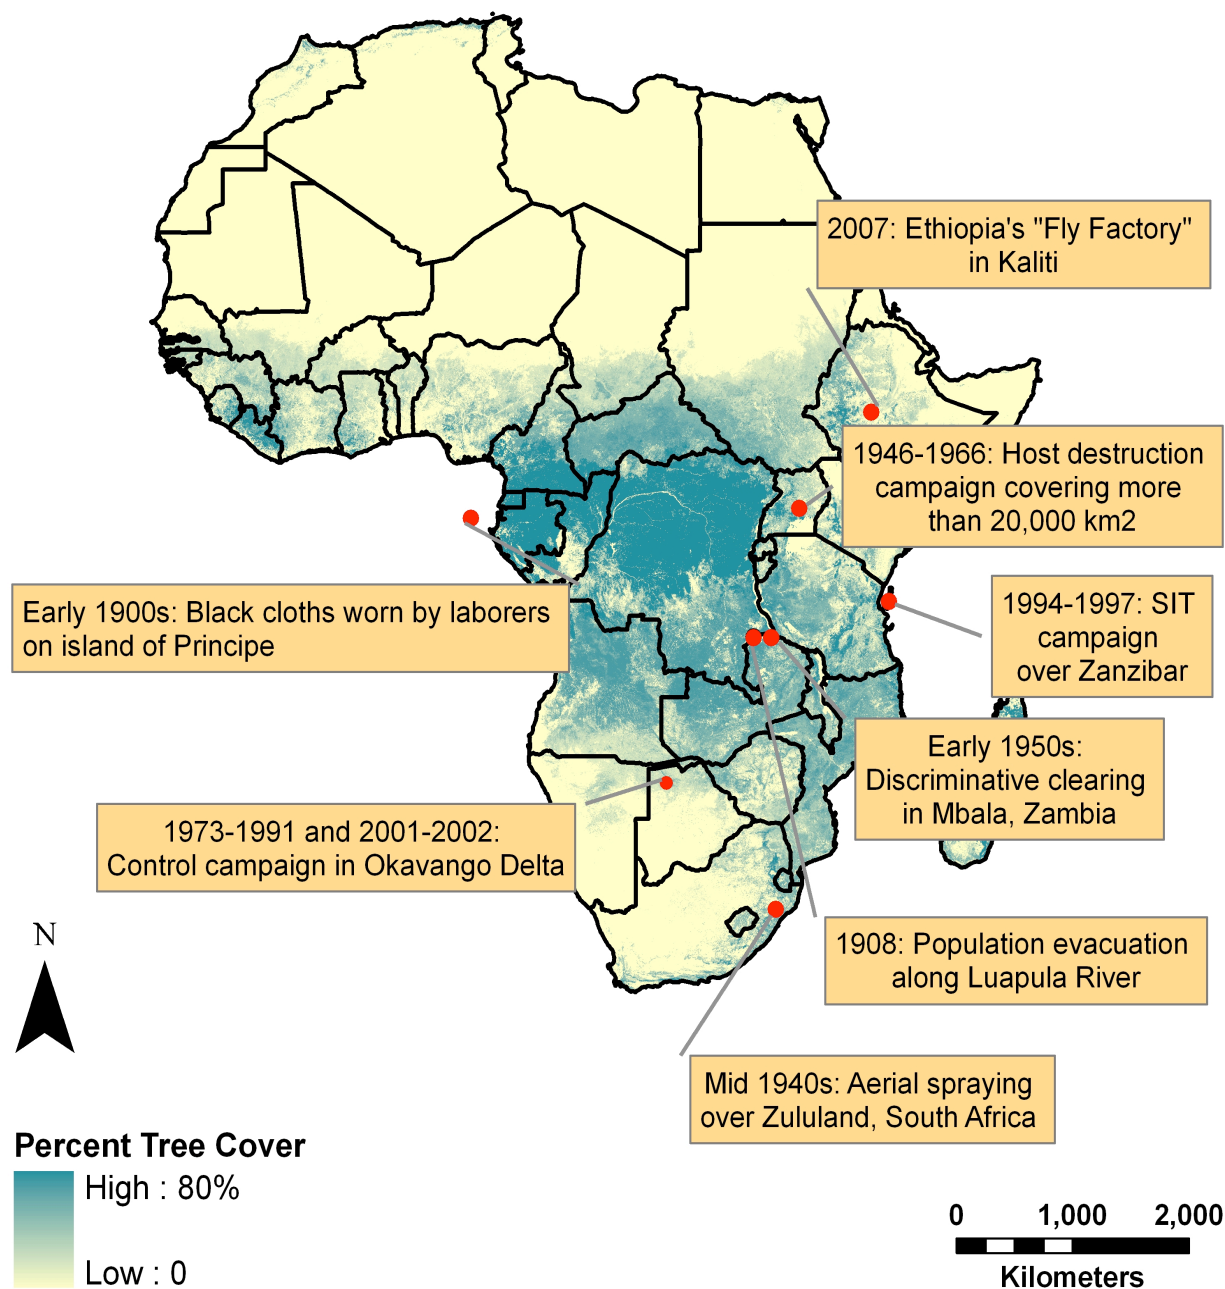 2007: Ethiopia's "Fly Factory"
in Kaliti
1946-1966: Host destruction
campaign covering more
than 20,000 km2
Early 1900s: Black cloths worn by laborers
on island of Principe
1994-1997: SIT
campaign
over Zanzibar
Early 1950s:
Discriminative clearing
in Mbala, Zambia
1973-1991 and 2001-2002:
Control campaign in Okavango Delta
N
1908: Population evacuation
along Luapula River
Mid 1940s: Aerial spraying
over Zululand, South Africa
Percent Tree Cover
High : 80%
Low : 0
0 1,000 2,000
Kilometers